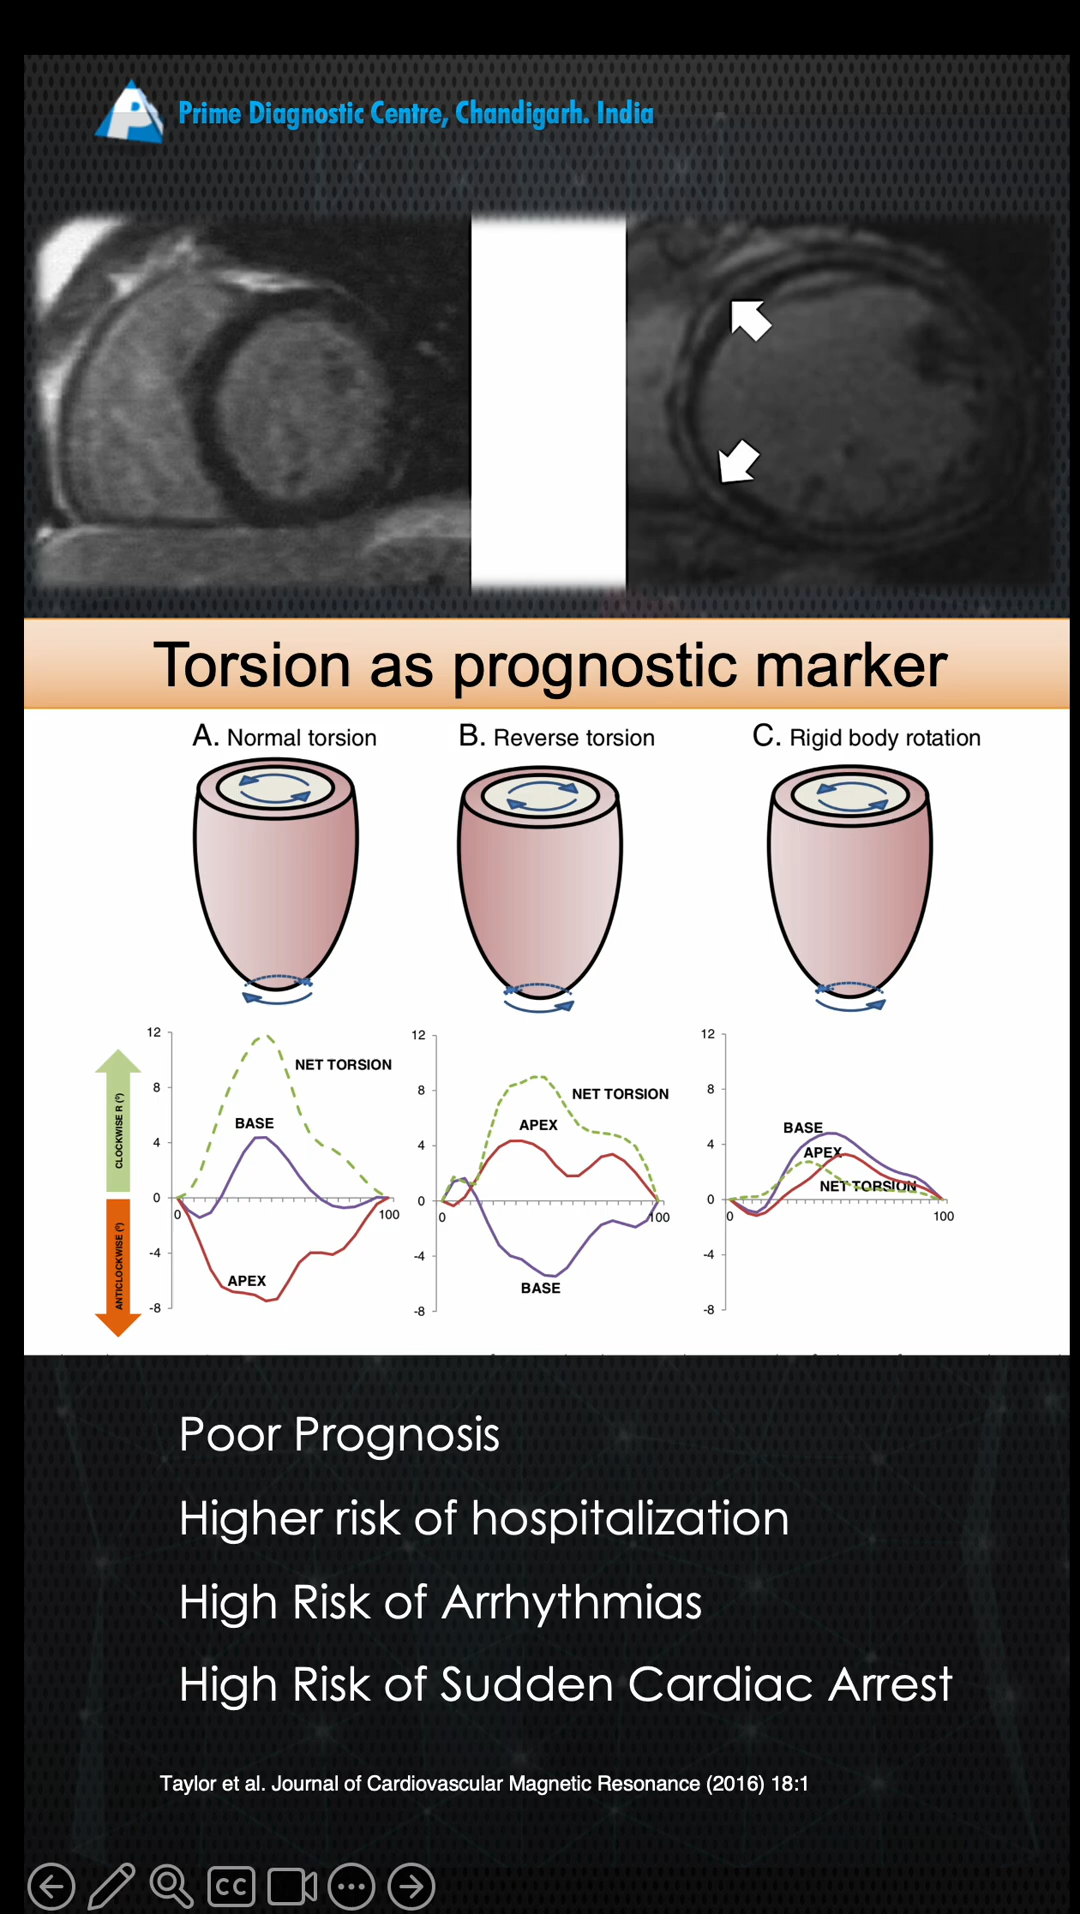 P
Prime Diagnostic Centre, Chandigarh. India
Torsion as prognostic marker
A. Normal torsion
B. Reverse torsion
C. Rigid body rotation
CLOCKWISE R (º)
ANTICLOCKWISE (º)
12
8
4
0
-4
-8
0
100
NET TORSION
BASE
APEX
12
8
4
0
-4
-8
0
100
NET TORSION
APEX
BASE
12
8
4
0
-4
-8
0
100
BASE
APEX
NET TORSION
Poor Prognosis
Higher risk of hospitalization
High Risk of Arrhythmias
High Risk of Sudden Cardiac Arrest
Taylor et al. Journal of Cardiovascular Magnetic Resonance (2016) 18:1
CC